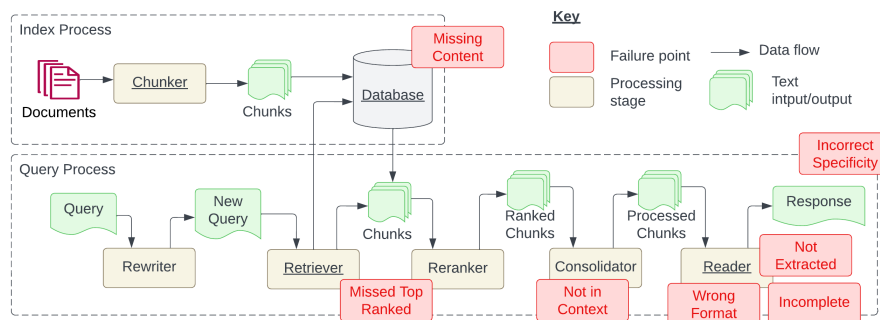 Index Process
Missing
Content
Documents
Chunker
Chunks
Database
Key
Failure point
Data flow
Processing
stage
Text
intput/output
Incorrect
Specificity
Query Process
Query
New
Query
Chunks
Ranked
Chunks
Processed
Chunks
Response
Rewriter
Retriever
Reranker
Consolidator
Reader
Not
Extracted
Missed Top
Ranked
Not in
Context
Wrong
Format
Incomplete